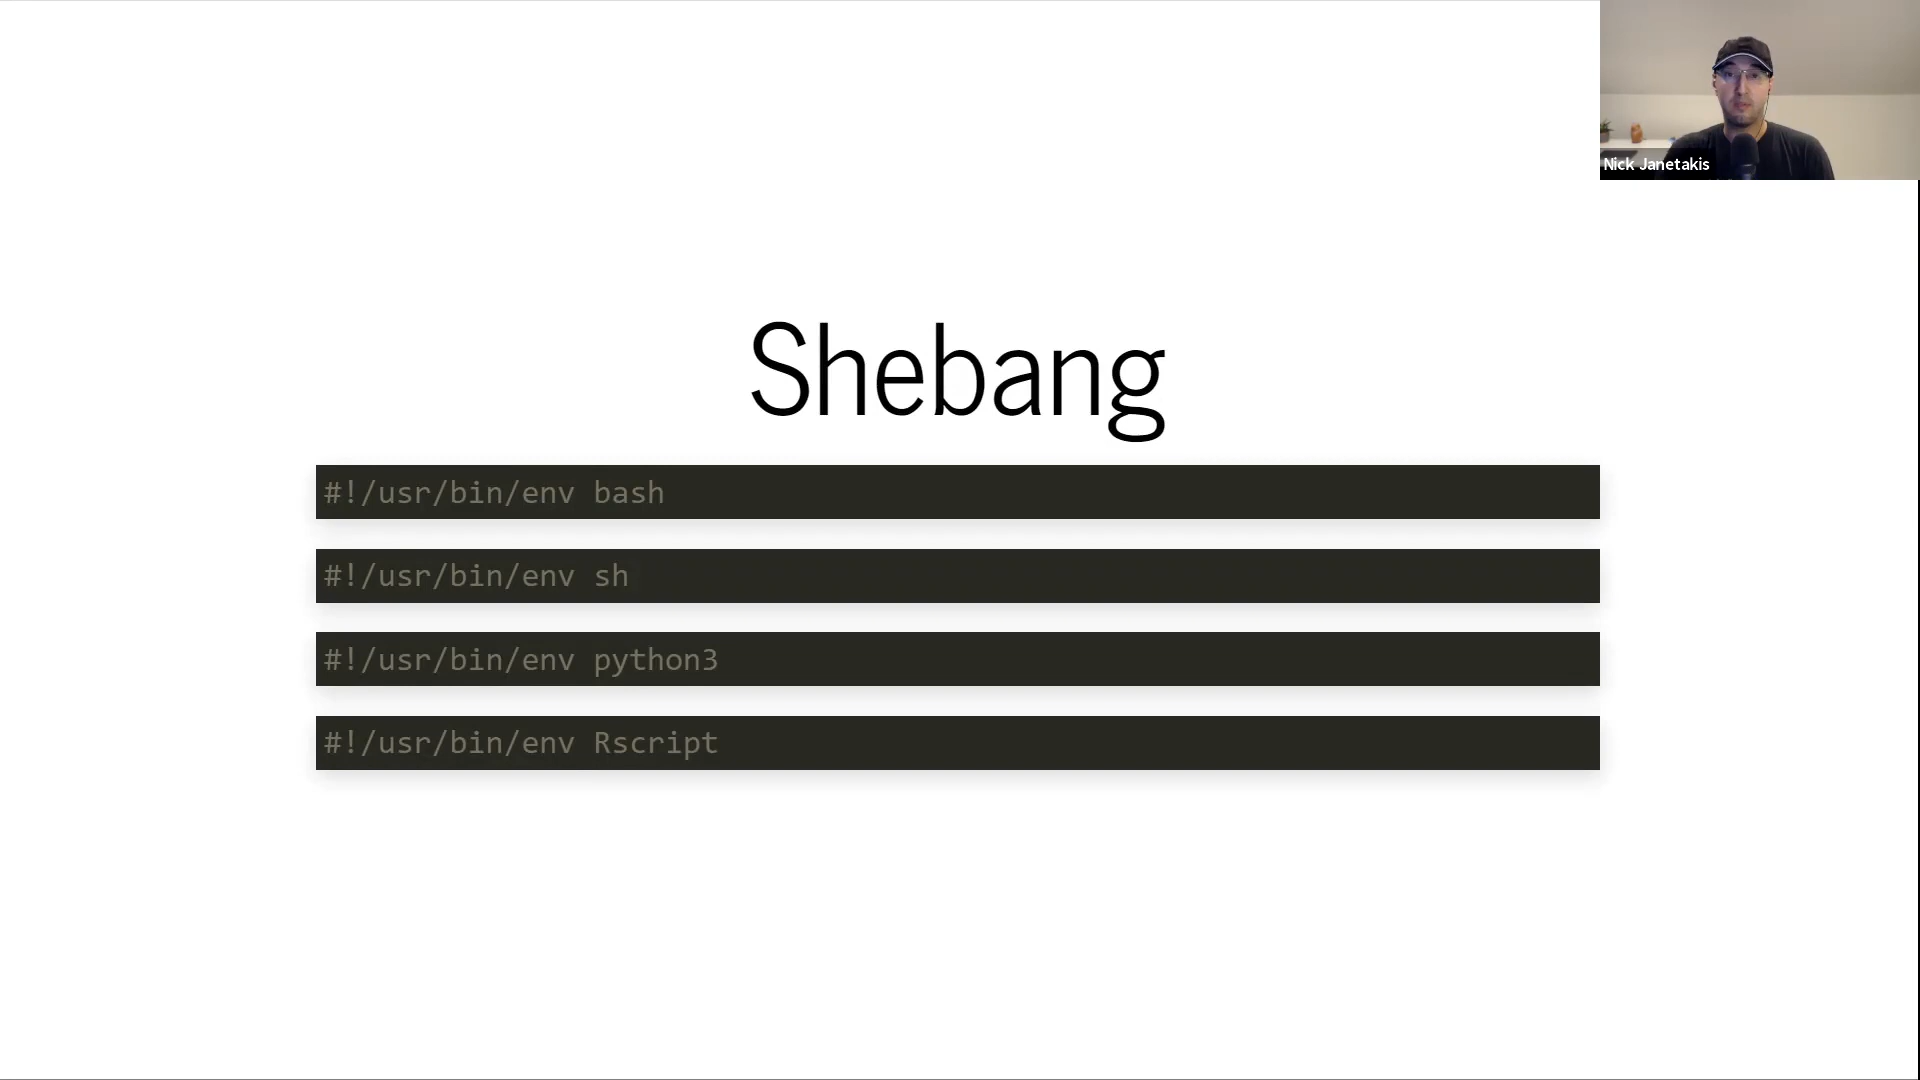 Nick Janetakis
Shebang
#!/usr/bin/env bash
#!/usr/bin/env sh
#!/usr/bin/env python3
#!/usr/bin/env Rscript